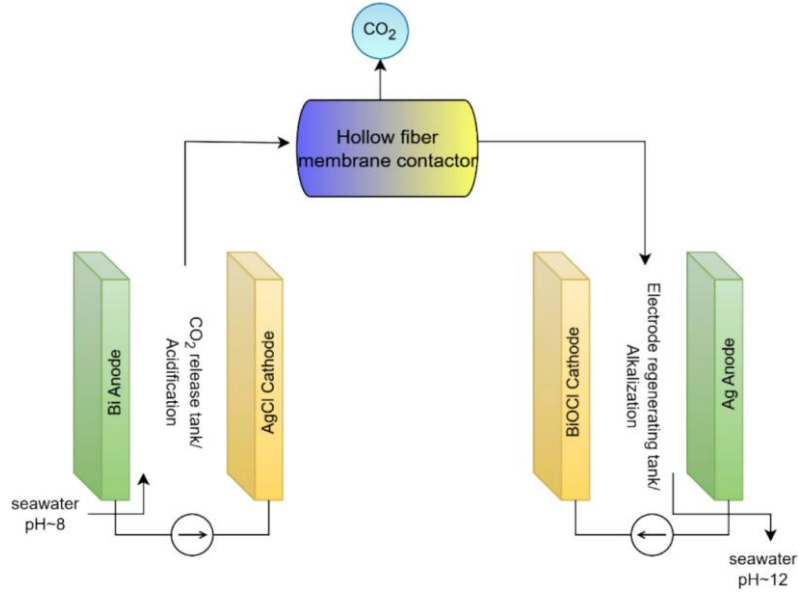 CO₂
Hollow fiber
membrane contactor
Bi Anode
CO₂ release tank/
Acidification
AgCl Cathode
BiOCl Cathode
Electrode regenerating tank/
Alkalization
Ag Anode
seawater
pH~8
seawater
pH~12